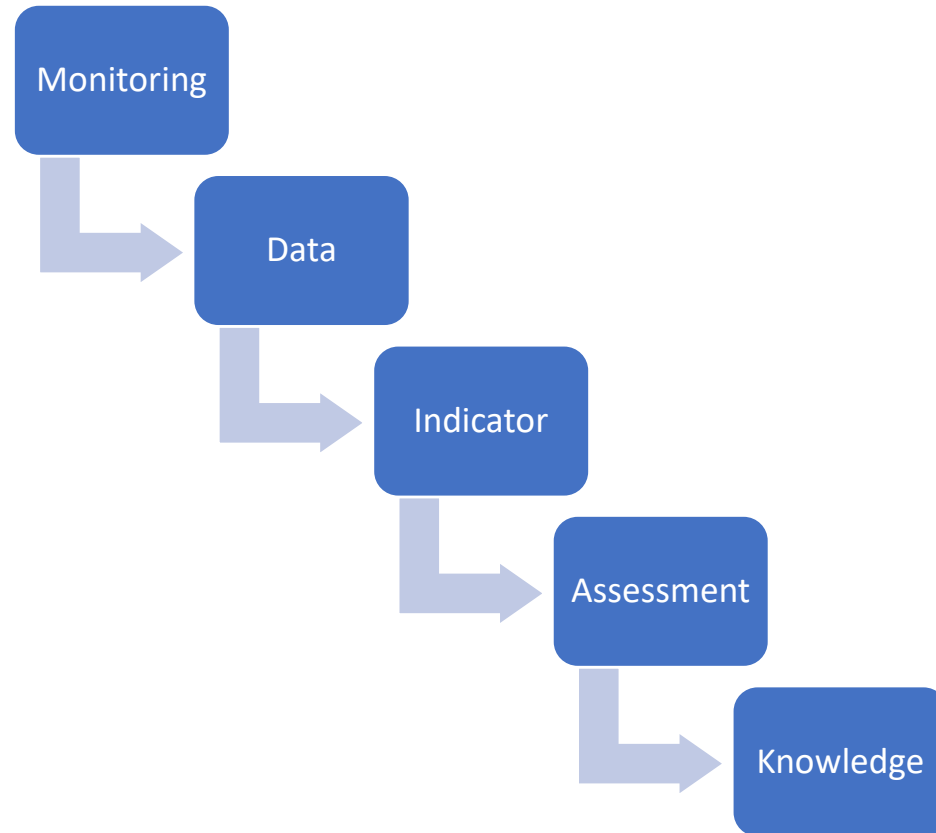 Monitoring
Data
Indicator
Assessment
Knowledge